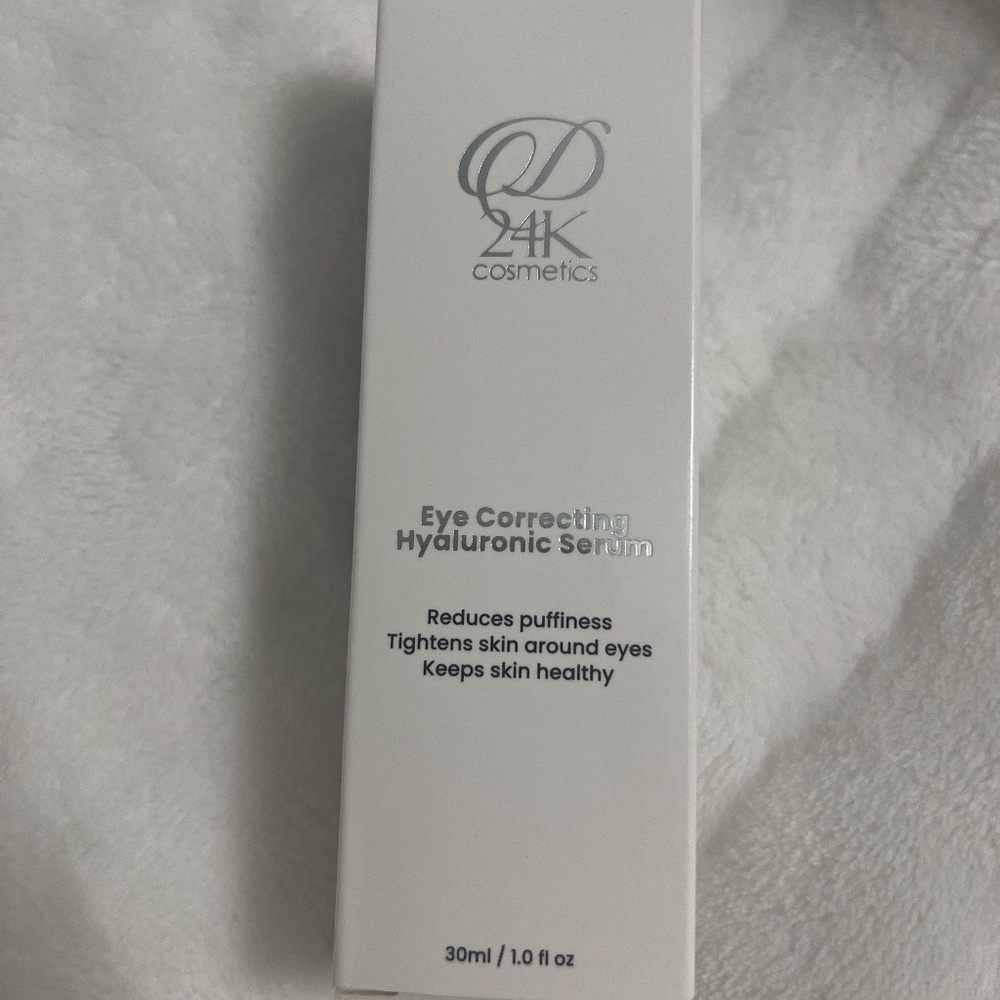 D
24K
cosmetics
Eye Correcting
Hyaluronic Serum
Reduces puffiness
Tightens skin around eyes
Keeps skin healthy
30ml / 1.0 fl oz